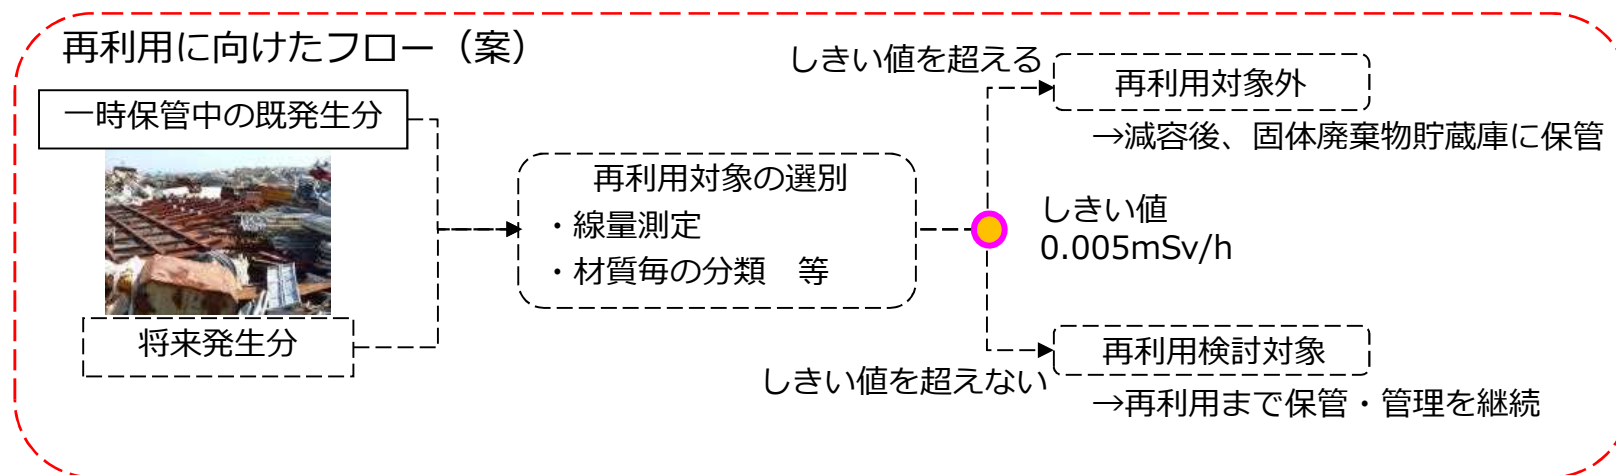 再利用に向けたフロー（案）
一時保管中の既発生分
将来発生分
再利用対象の選別
・線量測定
・材質毎の分類　等
しきい値を超える
再利用対象外
→減容後、固体廃棄物貯蔵庫に保管
しきい値
0.005mSv/h
しきい値を超えない
再利用検討対象
→再利用まで保管・管理を継続